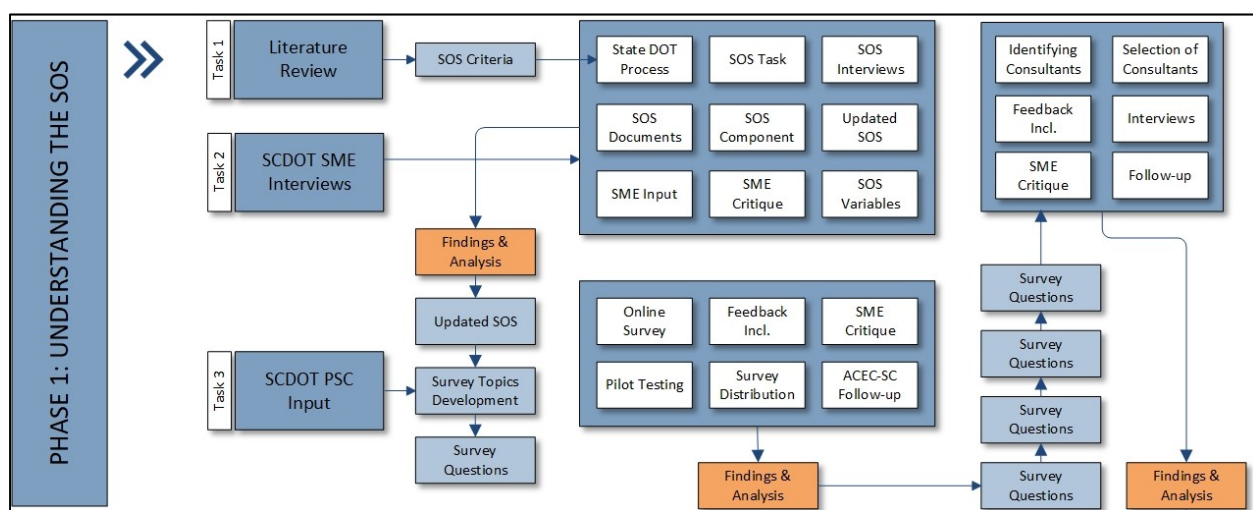 PHASE 1: UNDERSTANDING THE SOS
Task 1
Literature
Review
SOS Criteria
State DOT
Process
SOS Task
SOS
Interviews
SOS
Documents
SOS
Component
Updated
SOS
SME Input
SME
Critique
SOS
Variables
Task 2
SCDOT SME
Interviews
Findings &
Analysis
Updated SOS
Task 3
SCDOT PSC
Input
Survey Topics
Development
Survey
Questions
Online
Survey
Feedback
Incl.
SME
Critique
Pilot Testing
Survey
Distribution
ACEC-SC
Follow-up
Findings &
Analysis
Survey
Questions
Survey
Questions
Survey
Questions
Survey
Questions
Identifying
Consultants
Selection of
Consultants
Feedback
Incl.
Interviews
SME
Critique
Follow-up
Findings &
Analysis